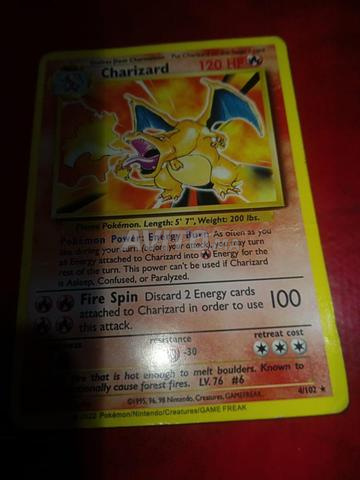 Evolves from Charmeleon Put Charizard on the Stage 1 card
Charizard 120 HP
Flame Pokémon. Length: 5' 7", Weight: 200 lbs.
Pokémon Power: Energy Burn As often as you
like during your turn (before your attack), you may turn
all Energy attached to Charizard into Energy for the
rest of the turn. This power can't be used if Charizard
is Asleep, Confused, or Paralyzed.
Fire Spin Discard 2 Energy cards
attached to Charizard in order to use
this attack.
100
resistance
-30
retreat cost
fire that is hot enough to melt boulders. Known to
unintentionally cause forest fires. LV. 76 #6
©1995, 96, 98 Nintendo, Creatures, GAMEFREAK.
4/102 ★
2022 Pokémon/Nintendo/Creatures/GAME FREAK